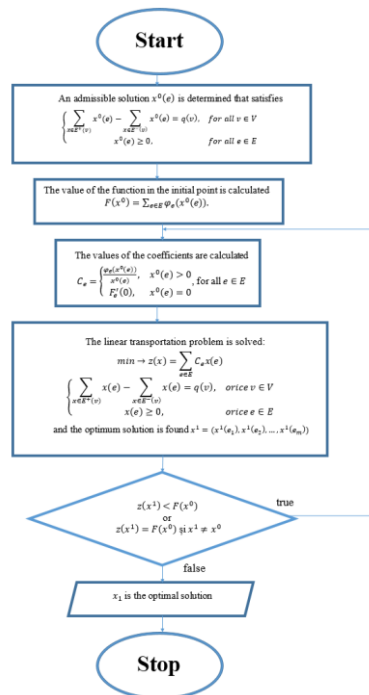 Start
An admissible solution x⁰(e) is determined that satisfies
{ ∑_{e∈E⁺(v)} x⁰(e) − ∑_{e∈E⁻(v)} x⁰(e) = q(v), for all v ∈ V
x⁰(e) ≥ 0, for all e ∈ E
The value of the function in the initial point is calculated
F(x⁰) = ∑_{e∈E} φ_e(x⁰(e)).
The values of the coefficients are calculated
C_e = { φ_e(x⁰(e))/x⁰(e), x⁰(e) > 0
F_e′(0), x⁰(e) = 0 , for all e ∈ E
The linear transportation problem is solved:
min → z(x) = ∑_{e∈E} C_e x(e)
{ ∑_{e∈E⁺(v)} x(e) − ∑_{e∈E⁻(v)} x(e) = q(v), orice v ∈ V
x(e) ≥ 0, orice e ∈ E
and the optimum solution is found x¹ = (x¹(e₁), x¹(e₂), …, x¹(eₘ))
z(x¹) < F(x⁰)
or
z(x¹) = F(x⁰) și x¹ ≠ x⁰
true
false
x₁ is the optimal solution
Stop